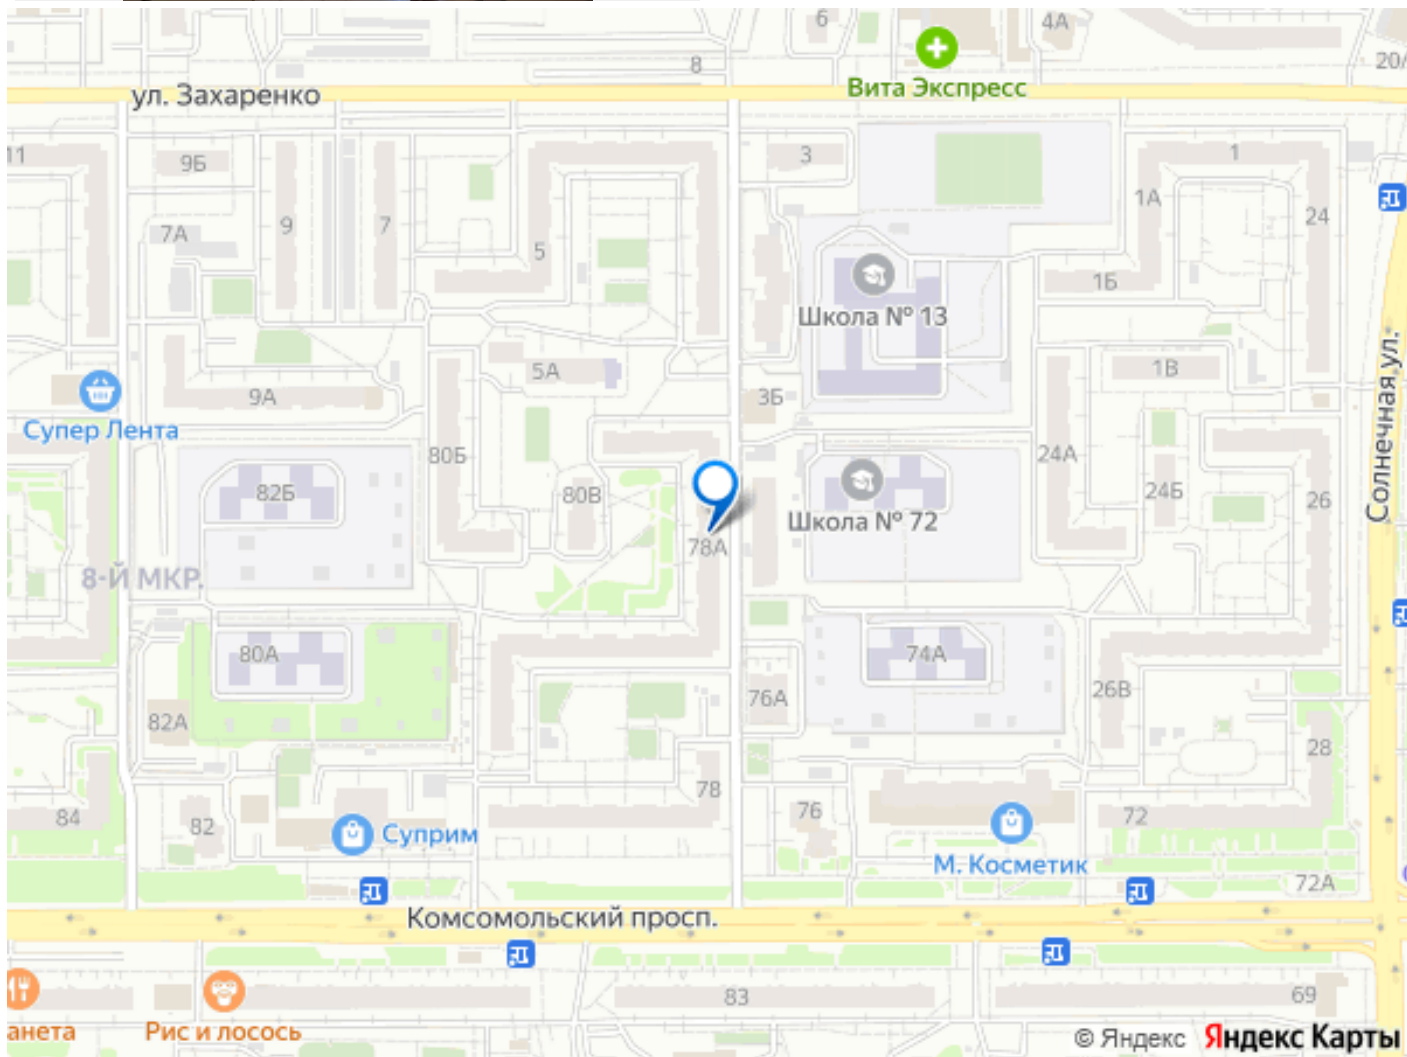 6
4А
20/
8
ул. Захаренко
Вита Экспресс
11
9Б
3
1
1А
24
7А
9
7
5
1Б
Школа № 13
5А
1В
9А
3Б
Супер Лента
Солнечная ул.
80Б
24А
82Б
80В
24Б
26
Школа № 72
78А
8-Й МКР.
80А
74А
76А
26В
82А
28
78
84
82
76
72
Суприм
М. Косметик
72А
Комсомольский просп.
83
69
анета
Рис и лосось
© Яндекс Яндекс Карты